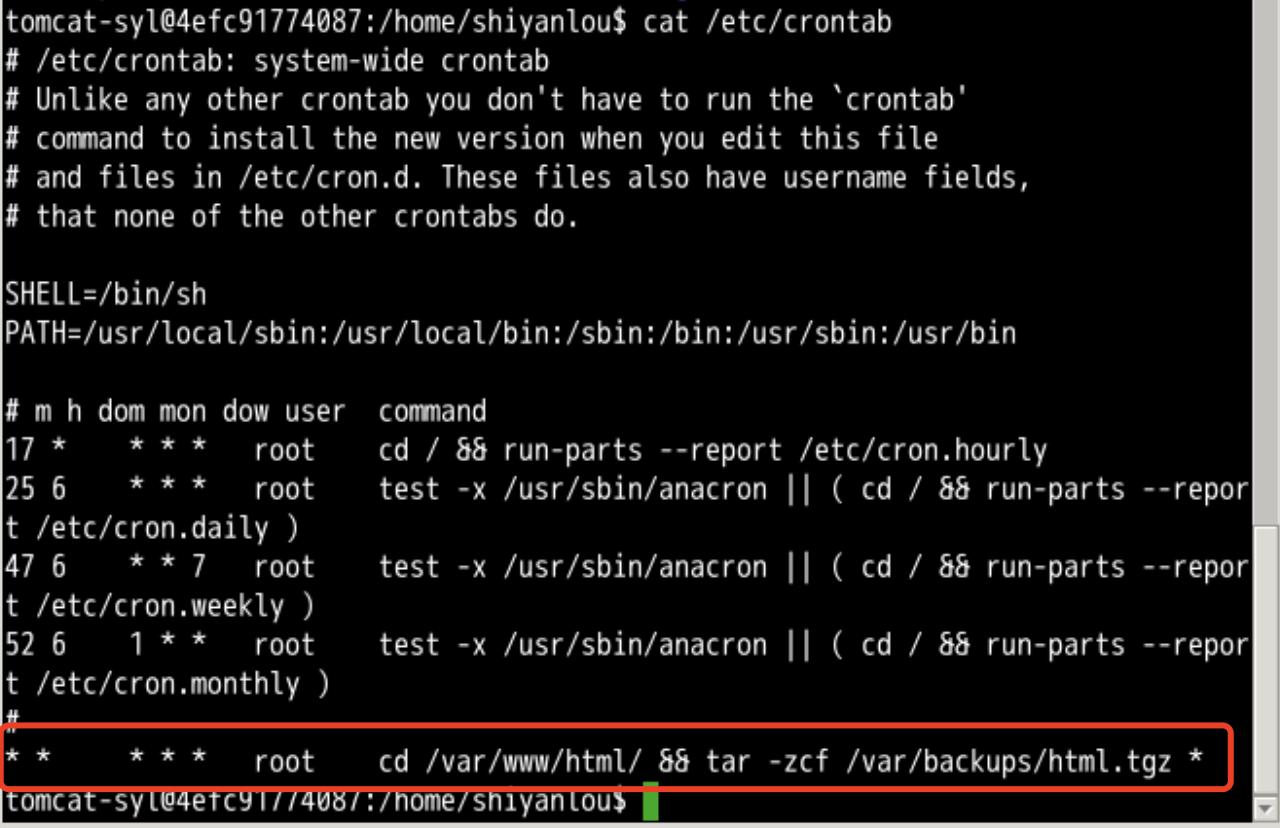 tomcat-syl@4efc91774087:/home/shiyanlou$ cat /etc/crontab
# /etc/crontab: system-wide crontab
# Unlike any other crontab you don't have to run the `crontab'
# command to install the new version when you edit this file
# and files in /etc/cron.d. These files also have username fields,
# that none of the other crontabs do.
SHELL=/bin/sh
PATH=/usr/local/sbin:/usr/local/bin:/sbin:/bin:/usr/sbin:/usr/bin
# m h dom mon dow user  command
17 *    * * *   root    cd / && run-parts --report /etc/cron.hourly
25 6    * * *   root    test -x /usr/sbin/anacron || ( cd / && run-parts --repor
t /etc/cron.daily )
47 6    * * 7   root    test -x /usr/sbin/anacron || ( cd / && run-parts --repor
t /etc/cron.weekly )
52 6    1 * *   root    test -x /usr/sbin/anacron || ( cd / && run-parts --repor
t /etc/cron.monthly )
#
* *     * * *   root    cd /var/www/html/ && tar -zcf /var/backups/html.tgz *
tomcat-syl@4efc91774087:/home/shiyanlou$